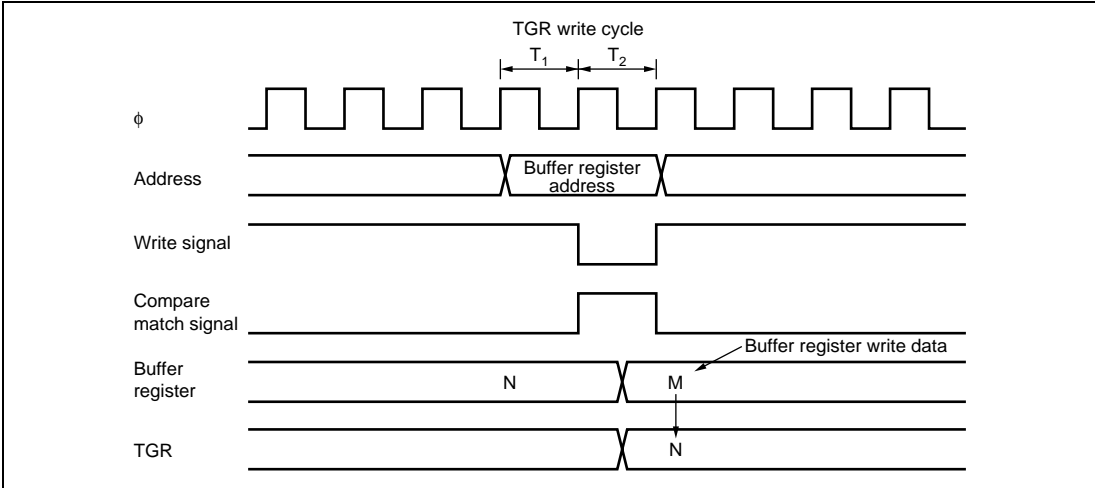 TGR write cycle
T1 T2
ϕ
Address
Buffer register
address
Write signal
Compare
match signal
Buffer register write data
Buffer
register
N M
TGR
N